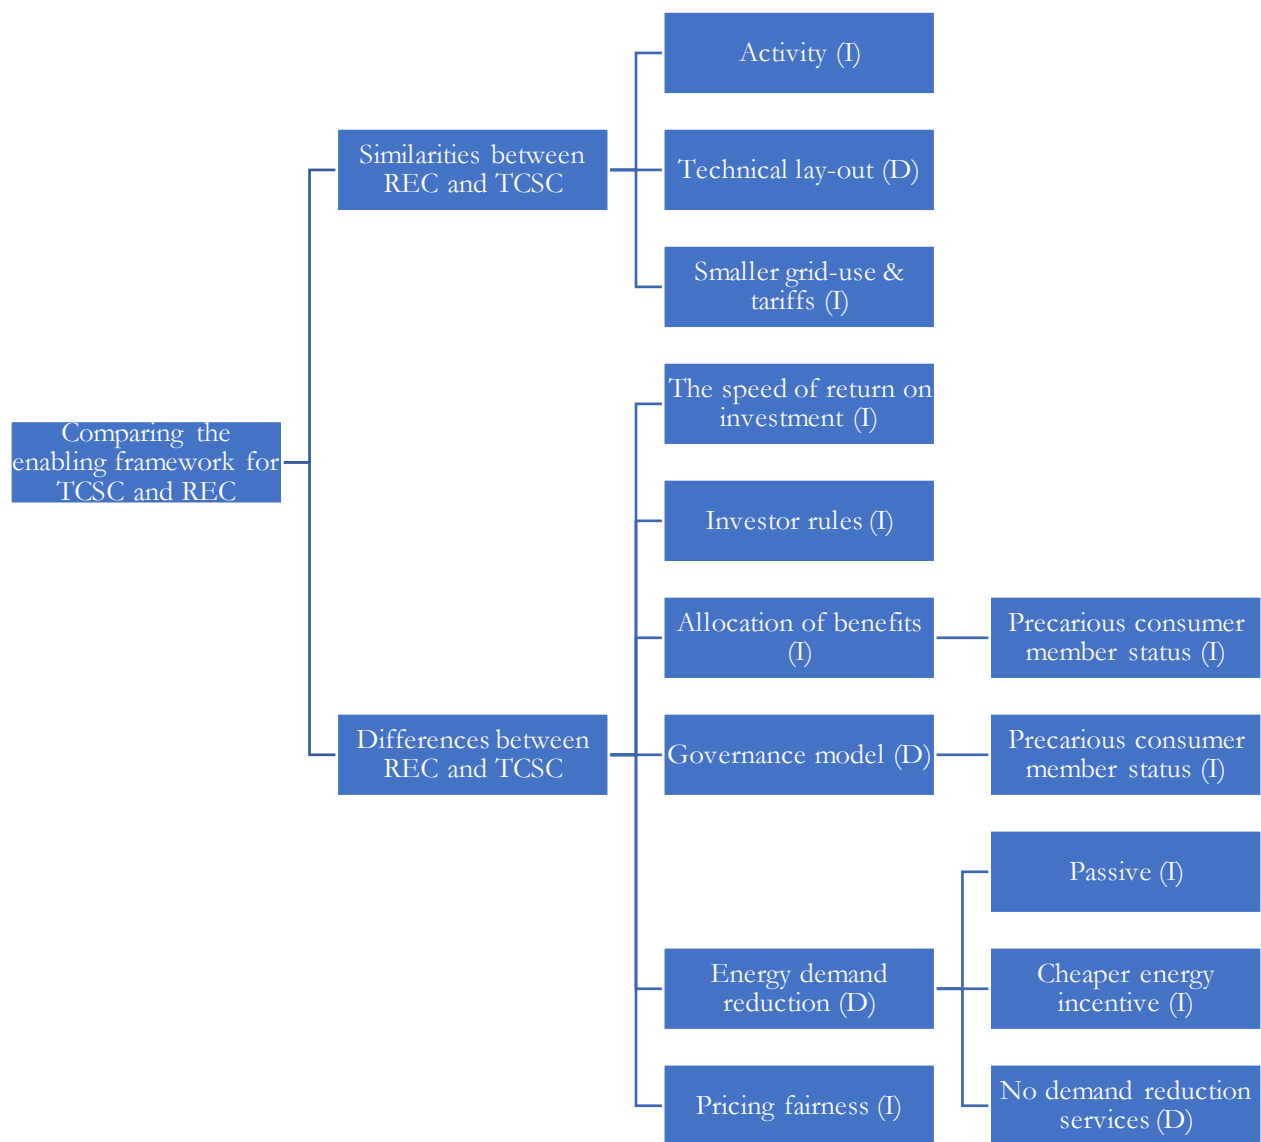 Activity (I)
Similarities between
REC and TCSC
Technical lay-out (D)
Smaller grid-use &
tariffs (I)
The speed of return on
investment (I)
Comparing the
enabling framework for
TCSC and REC
Investor rules (I)
Allocation of benefits
(I)
Precarious consumer
member status (I)
Differences between
REC and TCSC
Governance model (D)
Precarious consumer
member status (I)
Passive (I)
Energy demand
reduction (D)
Cheaper energy
incentive (I)
Pricing fairness (I)
No demand reduction
services (D)